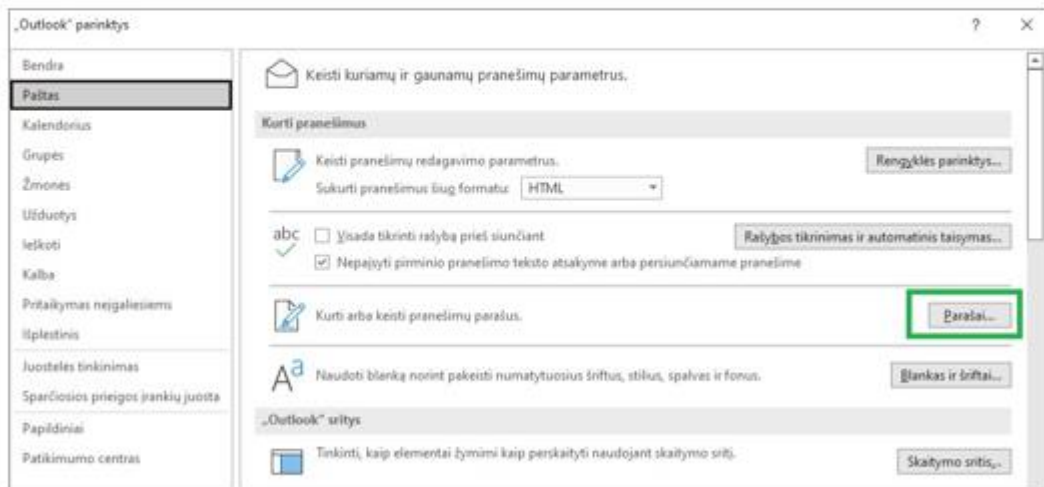 „Outlook“ parinktys
?
Bendra
Paštas
Kalendorius
Grupės
Žmonės
Užduotys
Ieškoti
Kalba
Pritaikymas neįgaliesiems
Išplėstinis
Juostelės tinkinimas
Sparčiosios prieigos įrankių juosta
Papildiniai
Patikimumo centras
Keisti kuriamų ir gaunamų pranešimų parametrus.
Kurti pranešimus
Keisti pranešimų redagavimo parametrus.
Rengyklės parinktys...
Sukurti pranešimus šiuo formatu: HTML
abc
Visada tikrinti rašybą prieš siunčiant
Rašybos tikrinimas ir automatinis taisymas...
Nepaisyti pirminio pranešimo teksto atsakyme arba persiunčiamame pranešime
Kurti arba keisti pranešimų parašus.
Parašai...
Aa
Naudoti blanką norint pakeisti numatytuosius šriftus, stilius, spalvas ir fonus.
Blankas ir šriftai...
„Outlook“ sritys
Tinkinti, kaip elementai žymimi kaip perskaityti naudojant skaitymo sritį.
Skaitymo sritis...